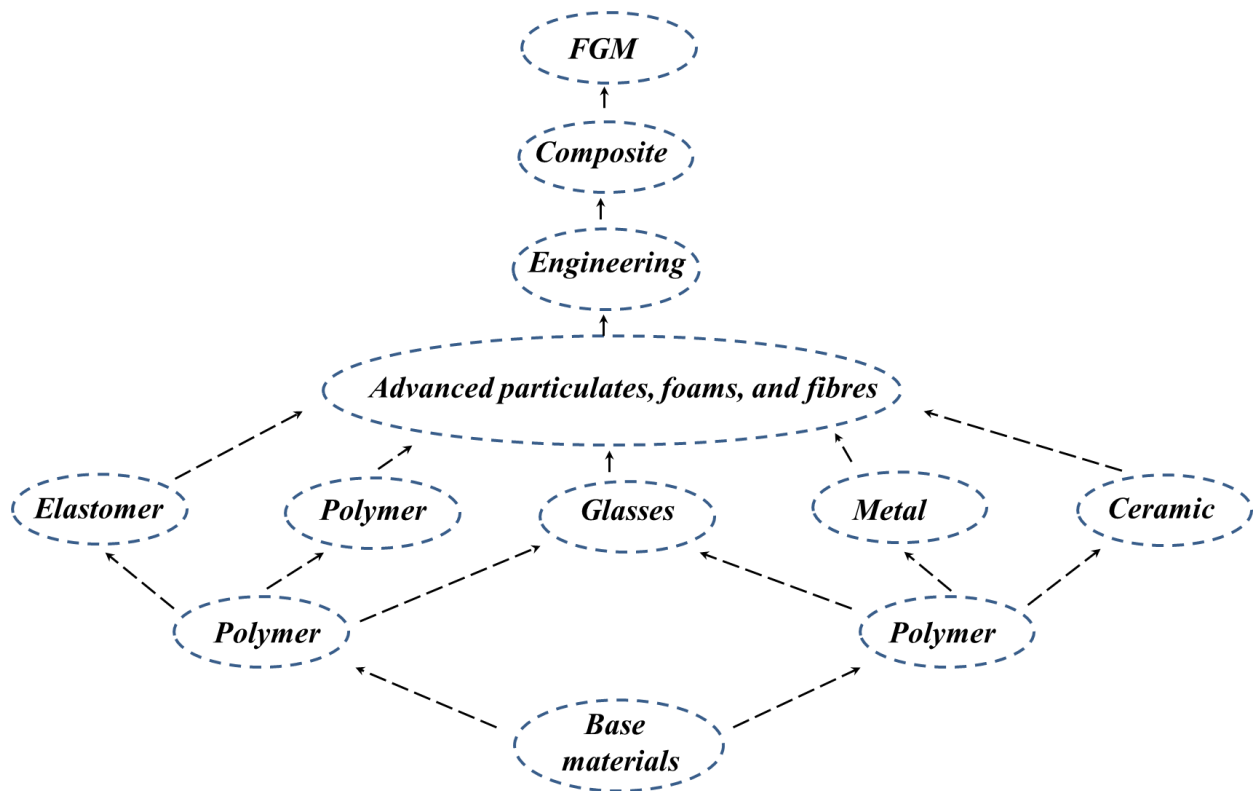 FGM
Composite
Engineering
Advanced particulates, foams, and fibres
Elastomer
Polymer
Glasses
Metal
Ceramic
Polymer
Polymer
Base
materials